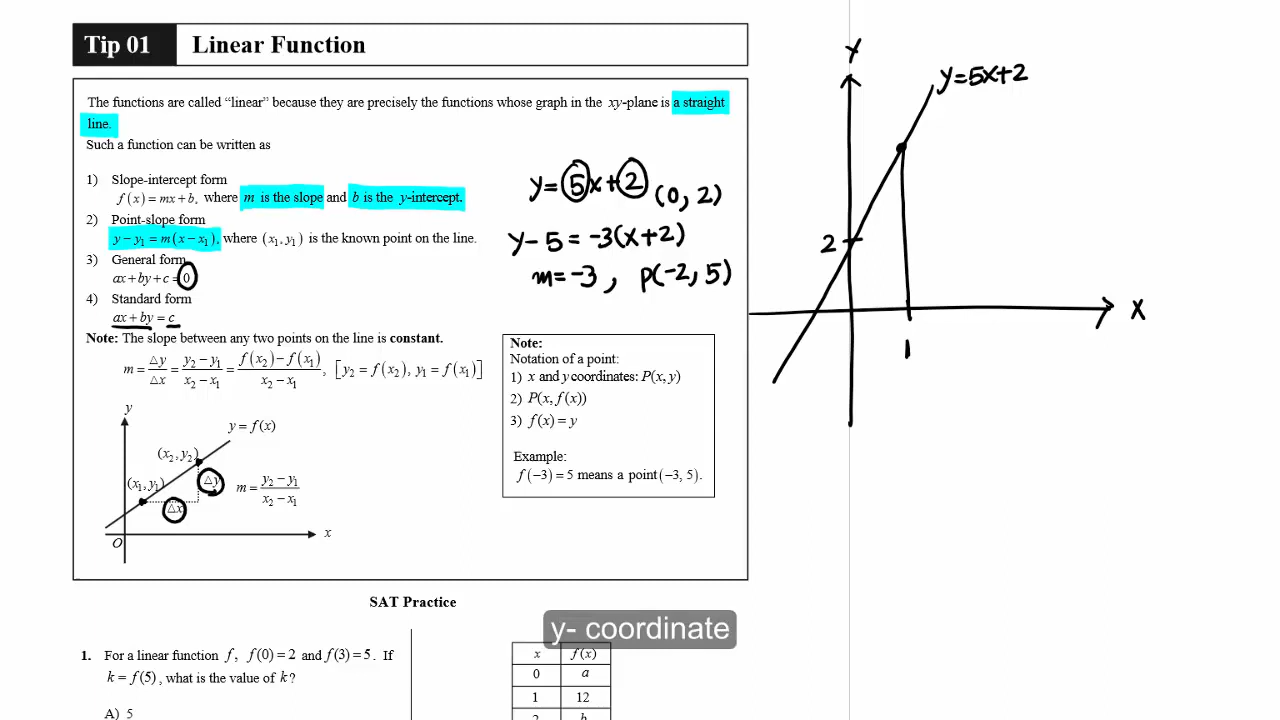 Tip 01 Linear Function
The functions are called “linear” because they are precisely the functions whose graph in the xy-plane is a straight
line.
Such a function can be written as
1) Slope-intercept form
f(x) = mx + b, where m is the slope and b is the y-intercept.
2) Point-slope form
y − y₁ = m(x − x₁), where (x₁, y₁) is the known point on the line.
3) General form
ax + by + c = 0
4) Standard form
ax + by = c
Note: The slope between any two points on the line is constant.
m = △y/△x = (y₂ − y₁)/(x₂ − x₁) = (f(x₂) − f(x₁))/(x₂ − x₁), [y₂ = f(x₂), y₁ = f(x₁)]
y
y = f(x)
(x₂, y₂)
(x₁, y₁)
△y
△x
m = (y₂ − y₁)/(x₂ − x₁)
x
O
y = 5x + 2 (0, 2)
y − 5 = −3(x + 2)
m = −3, P(−2, 5)
Note:
Notation of a point:
1) x and y coordinates: P(x, y)
2) P(x, f(x))
3) f(x) = y
Example:
f(−3) = 5 means a point (−3, 5).
Y
y = 5x + 2
2
X
1
SAT Practice
y- coordinate
1. For a linear function f, f(0) = 2 and f(3) = 5. If
k = f(5), what is the value of k?
A) 5
x f(x)
0 a
1 12
2 b